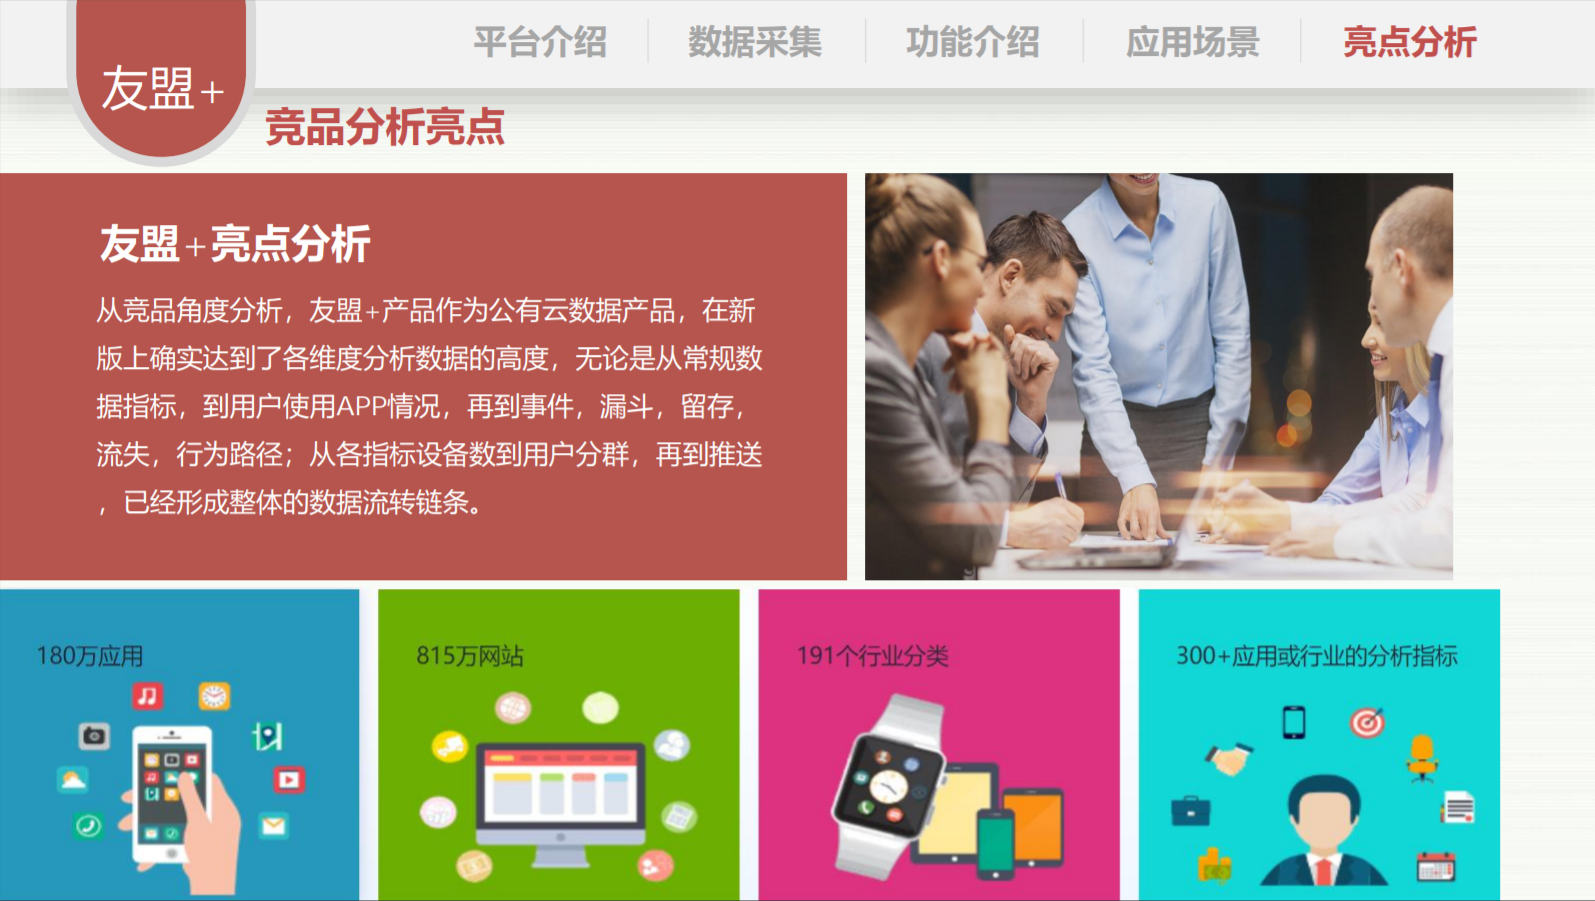 友盟+
平台介绍
数据采集
功能介绍
应用场景
亮点分析
竞品分析亮点
友盟+亮点分析
从竞品角度分析，友盟+产品作为公有云数据产品，在新
版上确实达到了各维度分析数据的高度，无论是从常规数
据指标，到用户使用APP情况，再到事件，漏斗，留存，
流失，行为路径；从各指标设备数到用户分群，再到推送
，已经形成整体的数据流转链条。
180万应用
815万网站
191个行业分类
300+应用或行业的分析指标